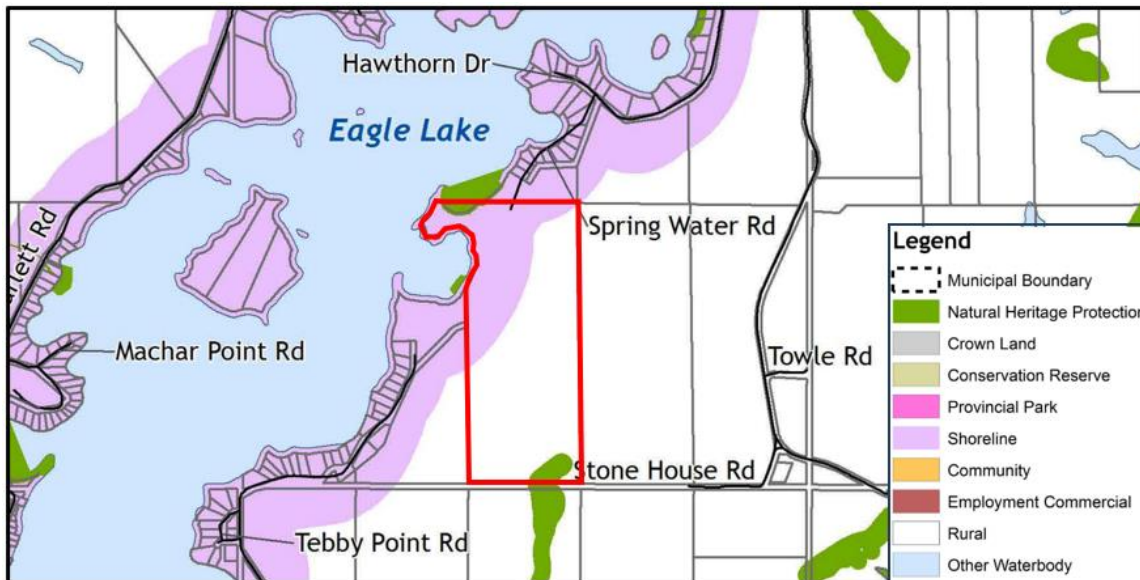 Hawthorn Dr
Eagle Lake
Spring Water Rd
Machar Point Rd
Towle Rd
Stone House Rd
Tebby Point Rd
Legend
Municipal Boundary
Natural Heritage Protection
Crown Land
Conservation Reserve
Provincial Park
Shoreline
Community
Employment Commercial
Rural
Other Waterbody